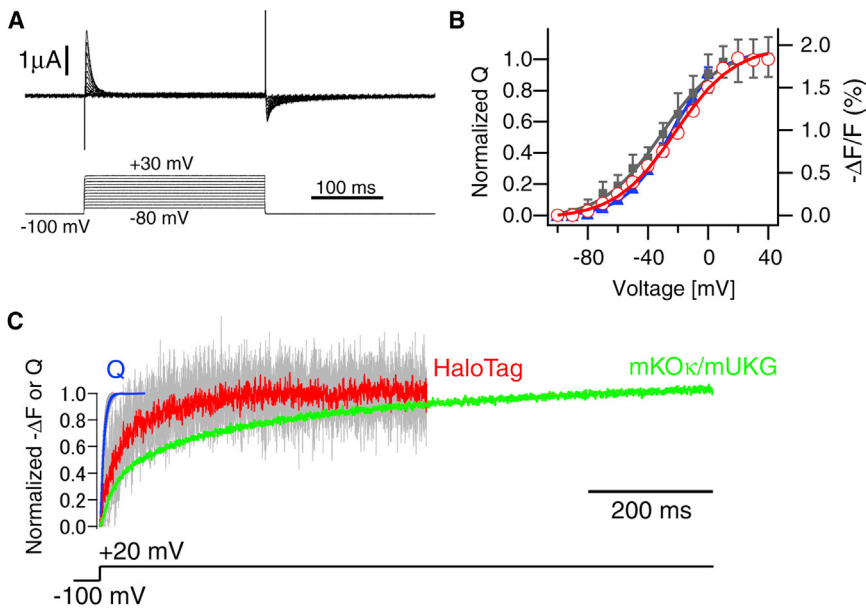 A
1μA
+30 mV
100 ms
-100 mV
-80 mV
B
Normalized Q
1.0
0.8
0.6
0.4
0.2
0.0
2.0
1.5
1.0
0.5
0.0
-ΔF/F (%)
-80
-40
0
40
Voltage [mV]
C
Q
HaloTag
mKOκ/mUKG
Normalized -ΔF or Q
1.0
0.8
0.6
0.4
0.2
0.0
200 ms
+20 mV
-100 mV